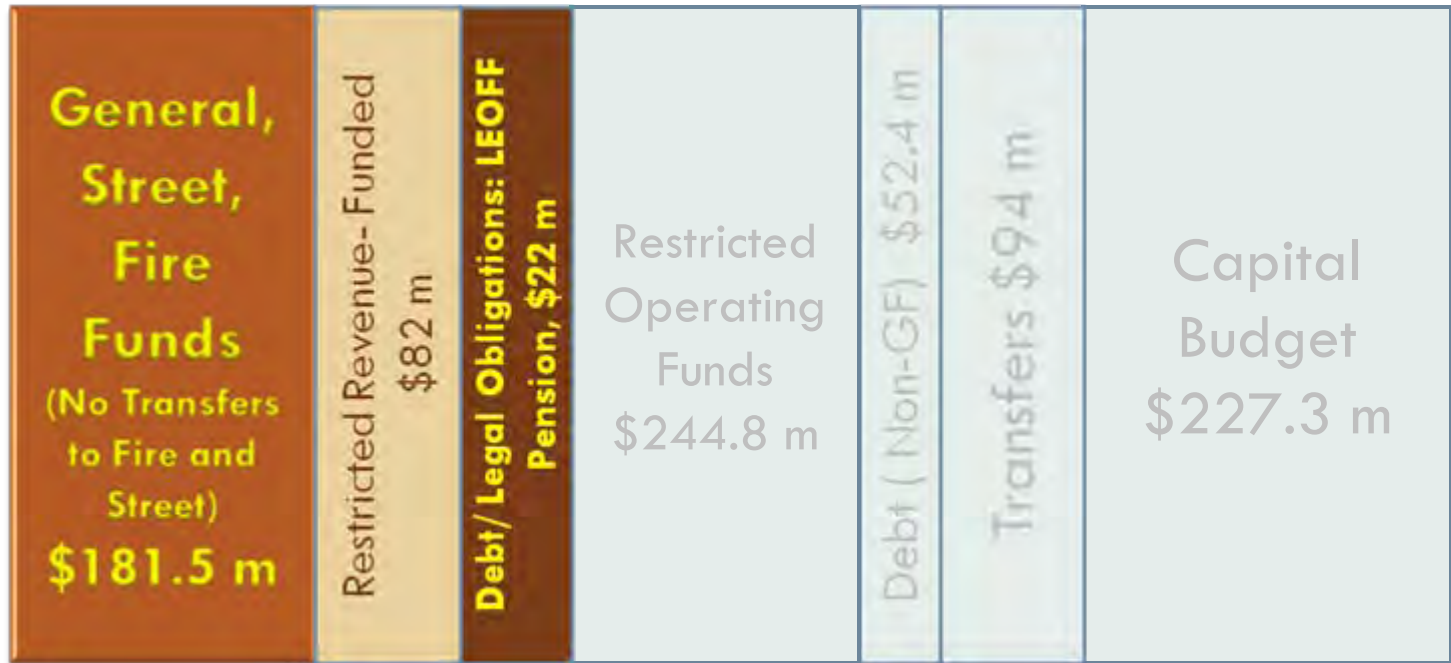 General,
Street,
Fire
Funds
(No Transfers
to Fire and
Street)
$181.5 m
Restricted Revenue- Funded
$82 m
Debt/ Legal Obligations: LEOFF
Pension, $22 m
Restricted
Operating
Funds
$244.8 m
Debt ( Non-GF) $52.4 m
Transfers $94 m
Capital
Budget
$227.3 m